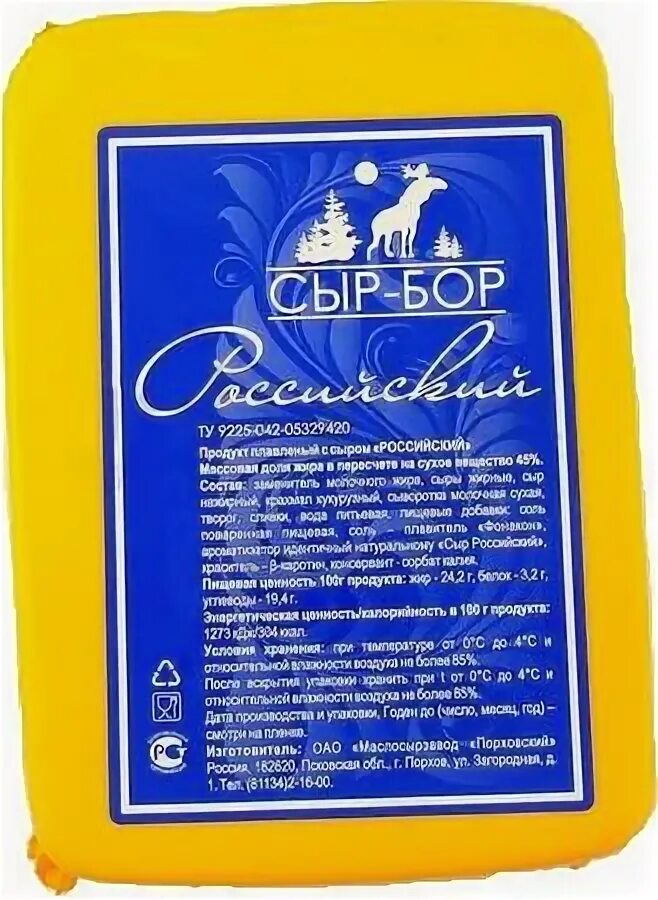 СЫР-БОР
Российский
ТУ 9225-042-05329420
Продукт плавленый с сыром «РОССИЙСКИЙ»
Массовая доля жира в пересчете на сухое вещество 45%.
Состав: заменитель молочного жира, сыры жирные, сыр
нежирный, крахмал кукурузный, сыворотка молочная сухая,
творог, сливки, вода питьевая, пищевые добавки: соль
поваренная пищевая, соль - плавитель «Фонакон»,
ароматизатор идентичный натуральному «Сыр Российский»,
краситель - β-каротин, консервант - сорбат калия.
Пищевая ценность 100г продукта: жир - 24,2 г, белок - 3,2 г,
углеводы - 19,4 г.
Энергетическая ценность/калорийность в 100 г продукта:
1273 кДж/304 ккал.
Условия хранения: при температуре от 0°С до 4°С и
относительной влажности воздуха не более 85%.
После вскрытия упаковки хранить при t от 0°С до 4°С и
относительной влажности воздуха не более 85%.
Дата производства и упаковки, Годен до (число, месяц, год) –
смотри на пленке.
Изготовитель: ОАО «Маслосырзавод «Порховский»
Россия, 182620, Псковская обл., г. Порхов, ул. Загородная, д.
1. Тел. (81134)2-16-00.